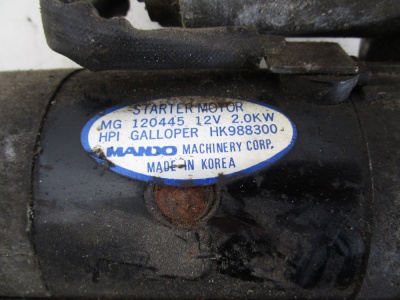 STARTER MOTOR
MG 120445 12V 2.0KW
HPI GALLOPER HK988300
MANDO MACHINERY CORP.
MADE IN KOREA